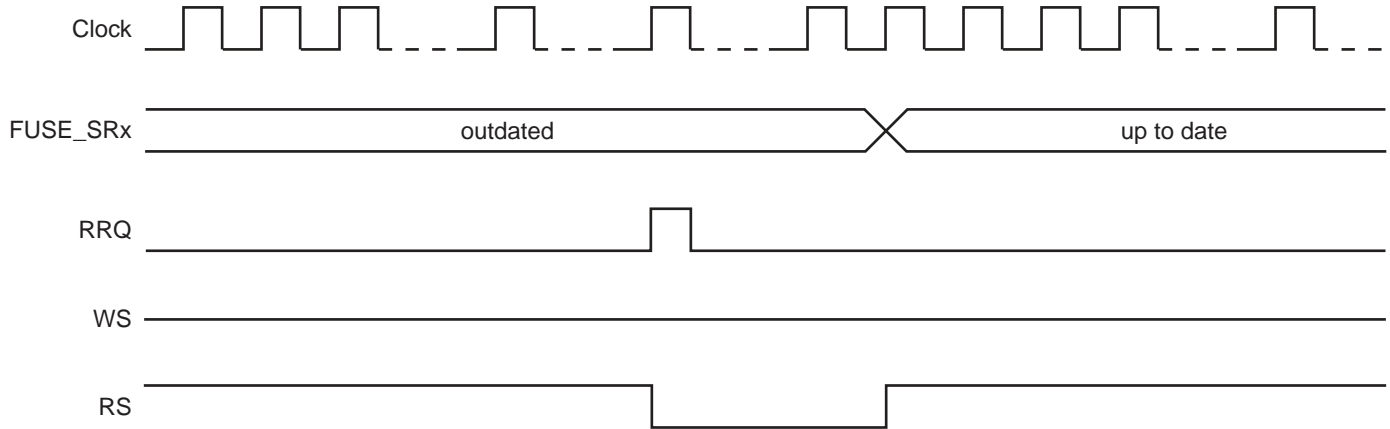 Clock
FUSE_SRx
outdated
up to date
RRQ
WS
RS